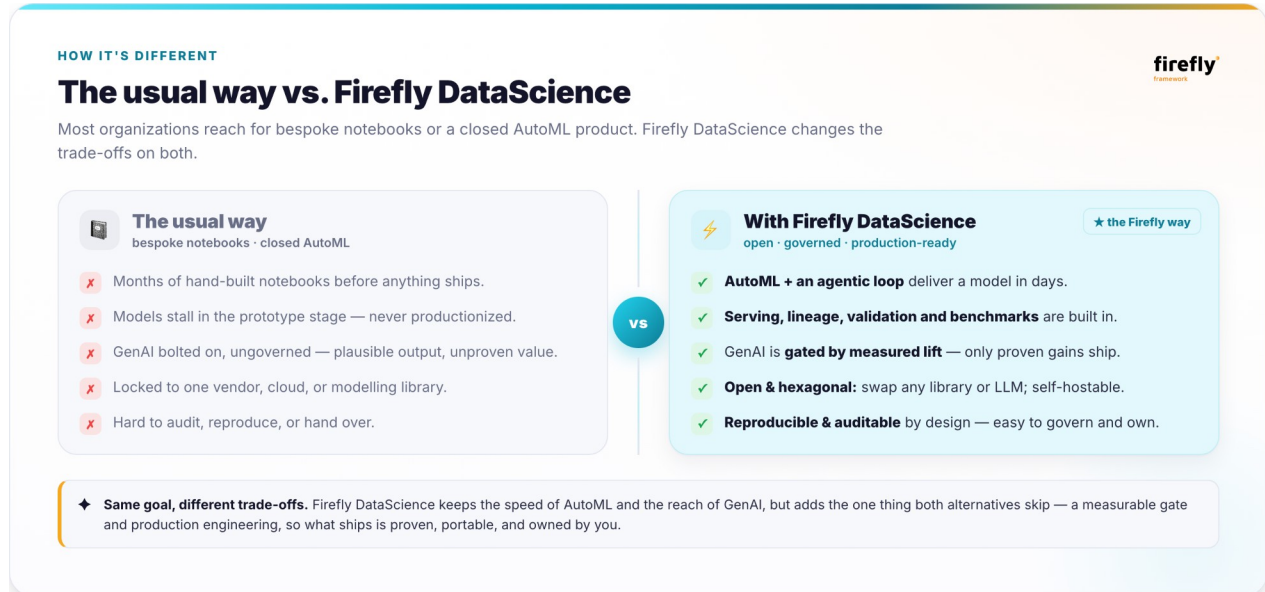 HOW IT'S DIFFERENT
firefly
framework
The usual way vs. Firefly DataScience
Most organizations reach for bespoke notebooks or a closed AutoML product. Firefly DataScience changes the
trade-offs on both.
The usual way
bespoke notebooks · closed AutoML
✗ Months of hand-built notebooks before anything ships.
✗ Models stall in the prototype stage — never productionized.
✗ GenAI bolted on, ungoverned — plausible output, unproven value.
✗ Locked to one vendor, cloud, or modelling library.
✗ Hard to audit, reproduce, or hand over.
vs
With Firefly DataScience
★ the Firefly way
open · governed · production-ready
✓ AutoML + an agentic loop deliver a model in days.
✓ Serving, lineage, validation and benchmarks are built in.
✓ GenAI is gated by measured lift — only proven gains ship.
✓ Open & hexagonal: swap any library or LLM; self-hostable.
✓ Reproducible & auditable by design — easy to govern and own.
✦ Same goal, different trade-offs. Firefly DataScience keeps the speed of AutoML and the reach of GenAI, but adds the one thing both alternatives skip — a measurable gate
and production engineering, so what ships is proven, portable, and owned by you.